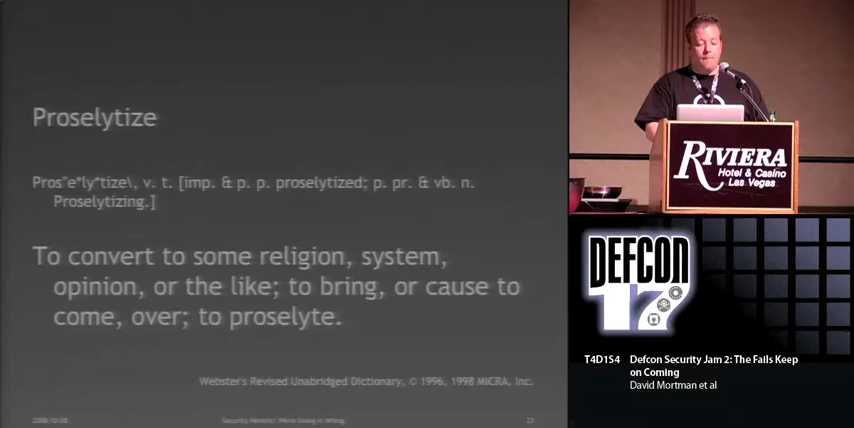 Proselytize
Pros"e*ly*tize\, v. t. [imp. & p. p. proselytized; p. pr. & vb. n.
Proselytizing.]
To convert to some religion, system,
opinion, or the like; to bring, or cause to
come, over; to proselyte.
Webster's Revised Unabridged Dictionary, © 1996, 1998 MICRA, Inc.
23
RIVIERA
Hotel & Casino
Las Vegas
DEFCON
17
T4D1S4 Defcon Security Jam 2: The Fails Keep
on Coming
David Mortman et al